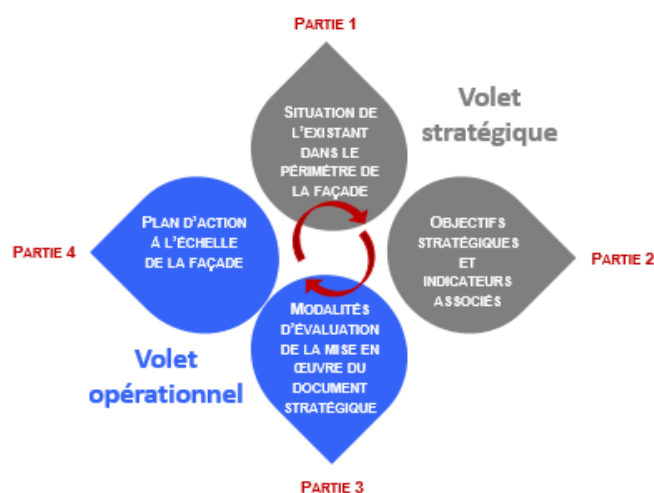 PARTIE 1
SITUATION DE
L'EXISTANT
DANS LE
PÉRIMÈTRE DE
LA FAÇADE
Volet
stratégique
OBJECTIFS
STRATÉGIQUES
ET
INDICATEURS
ASSOCIÉS
PARTIE 2
PLAN D'ACTION
Á L'ÉCHELLE
DE LA FAÇADE
PARTIE 4
Volet
opérationnel
MODALITÉS
D'ÉVALUATION
DE LA MISE EN
ŒUVRE DU
DOCUMENT
STRATÉGIQUE
PARTIE 3